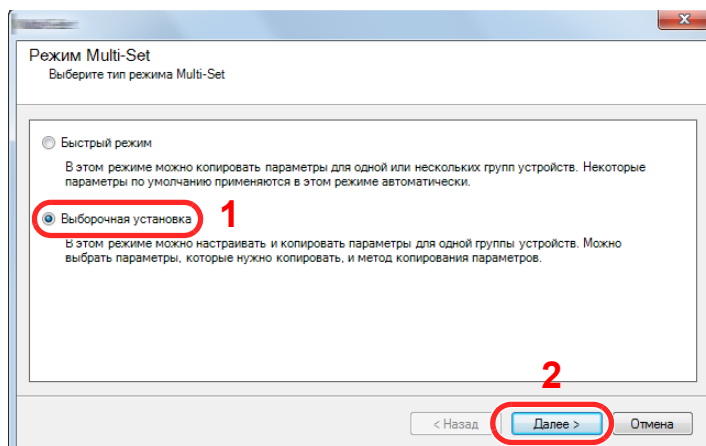 Режим Multi-Set
Выберите тип режима Multi-Set
Быстрый режим
В этом режиме можно копировать параметры для одной или нескольких групп устройств. Некоторые
параметры по умолчанию применяются в этом режиме автоматически.
Выборочная установка 1
В этом режиме можно настраивать и копировать параметры для одной группы устройств. Можно
выбрать параметры, которые нужно копировать, и метод копирования параметров.
2
< Назад Далее > Отмена